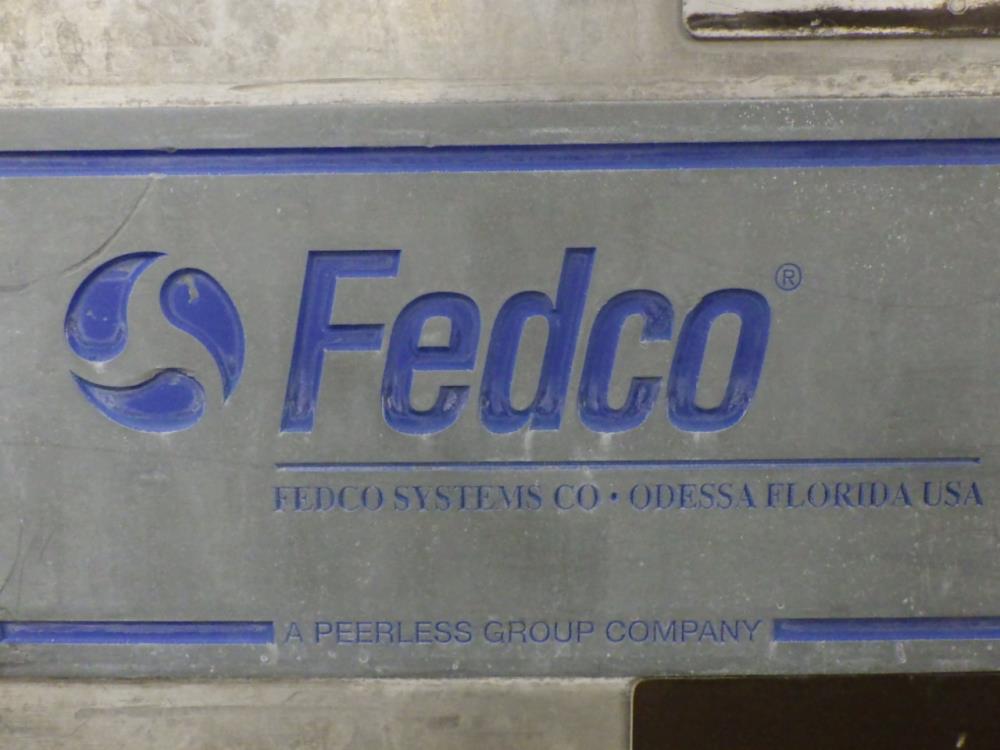 Fedco®
FEDCO SYSTEMS CO • ODESSA FLORIDA USA
A PEERLESS GROUP COMPANY